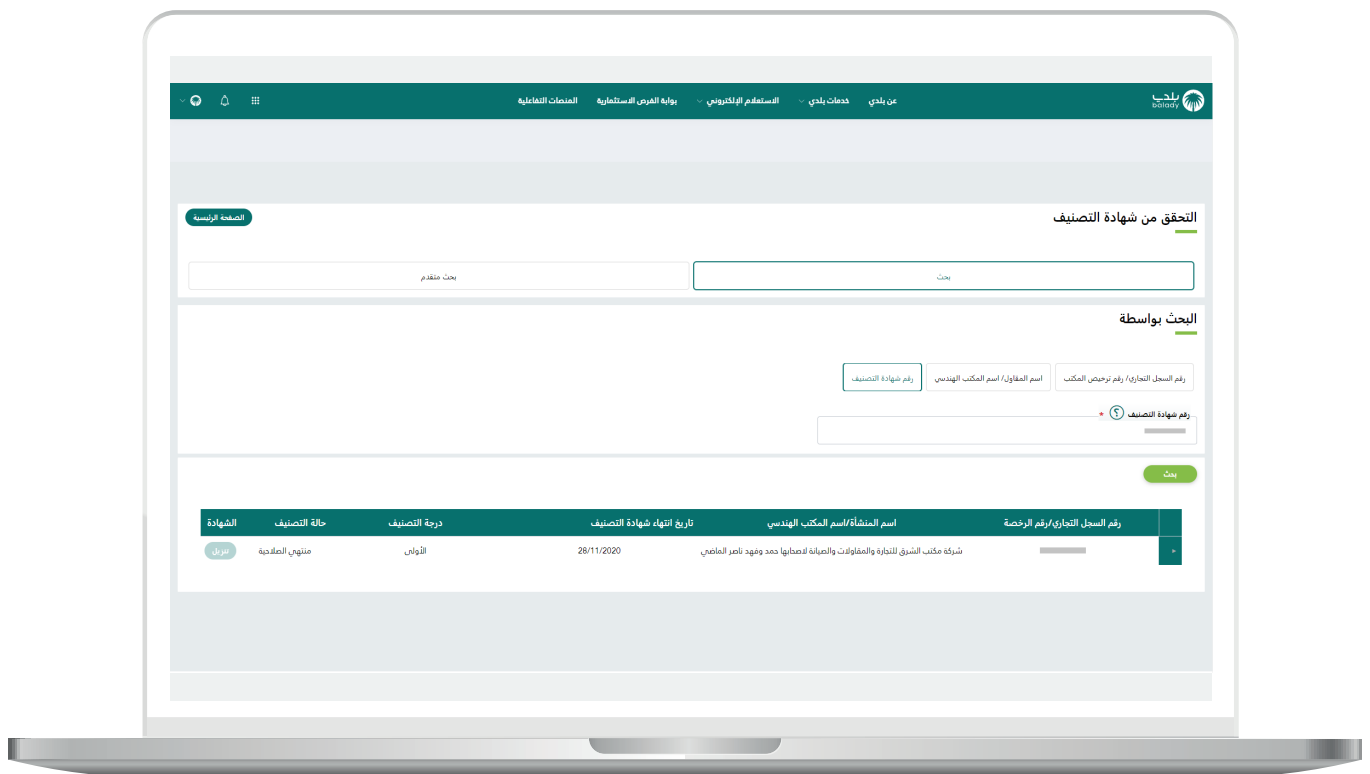 بلدي
balady
عن بلدي
خدمات بلدي
الاستعلام الإلكتروني
بوابة الفرص الاستثمارية
المنصات التفاعلية
التحقق من شهادة التصنيف
الصفحة الرئيسية
بحث
بحث متقدم
البحث بواسطة
رقم السجل التجاري/ رقم ترخيص المكتب
اسم المقاول/ اسم المكتب الهندسي
رقم شهادة التصنيف
رقم شهادة التصنيف ؟ *
بحث
رقم السجل التجاري/رقم الرخصة اسم المنشأة/اسم المكتب الهندسي تاريخ انتهاء شهادة التصنيف درجة التصنيف حالة التصنيف الشهادة
شركة مكتب الشرق للتجارة والمقاولات والصيانة لاصحابها حمد وفهد ناصر الماضي 28/11/2020 الأولى منتهي الصلاحية تنزيل